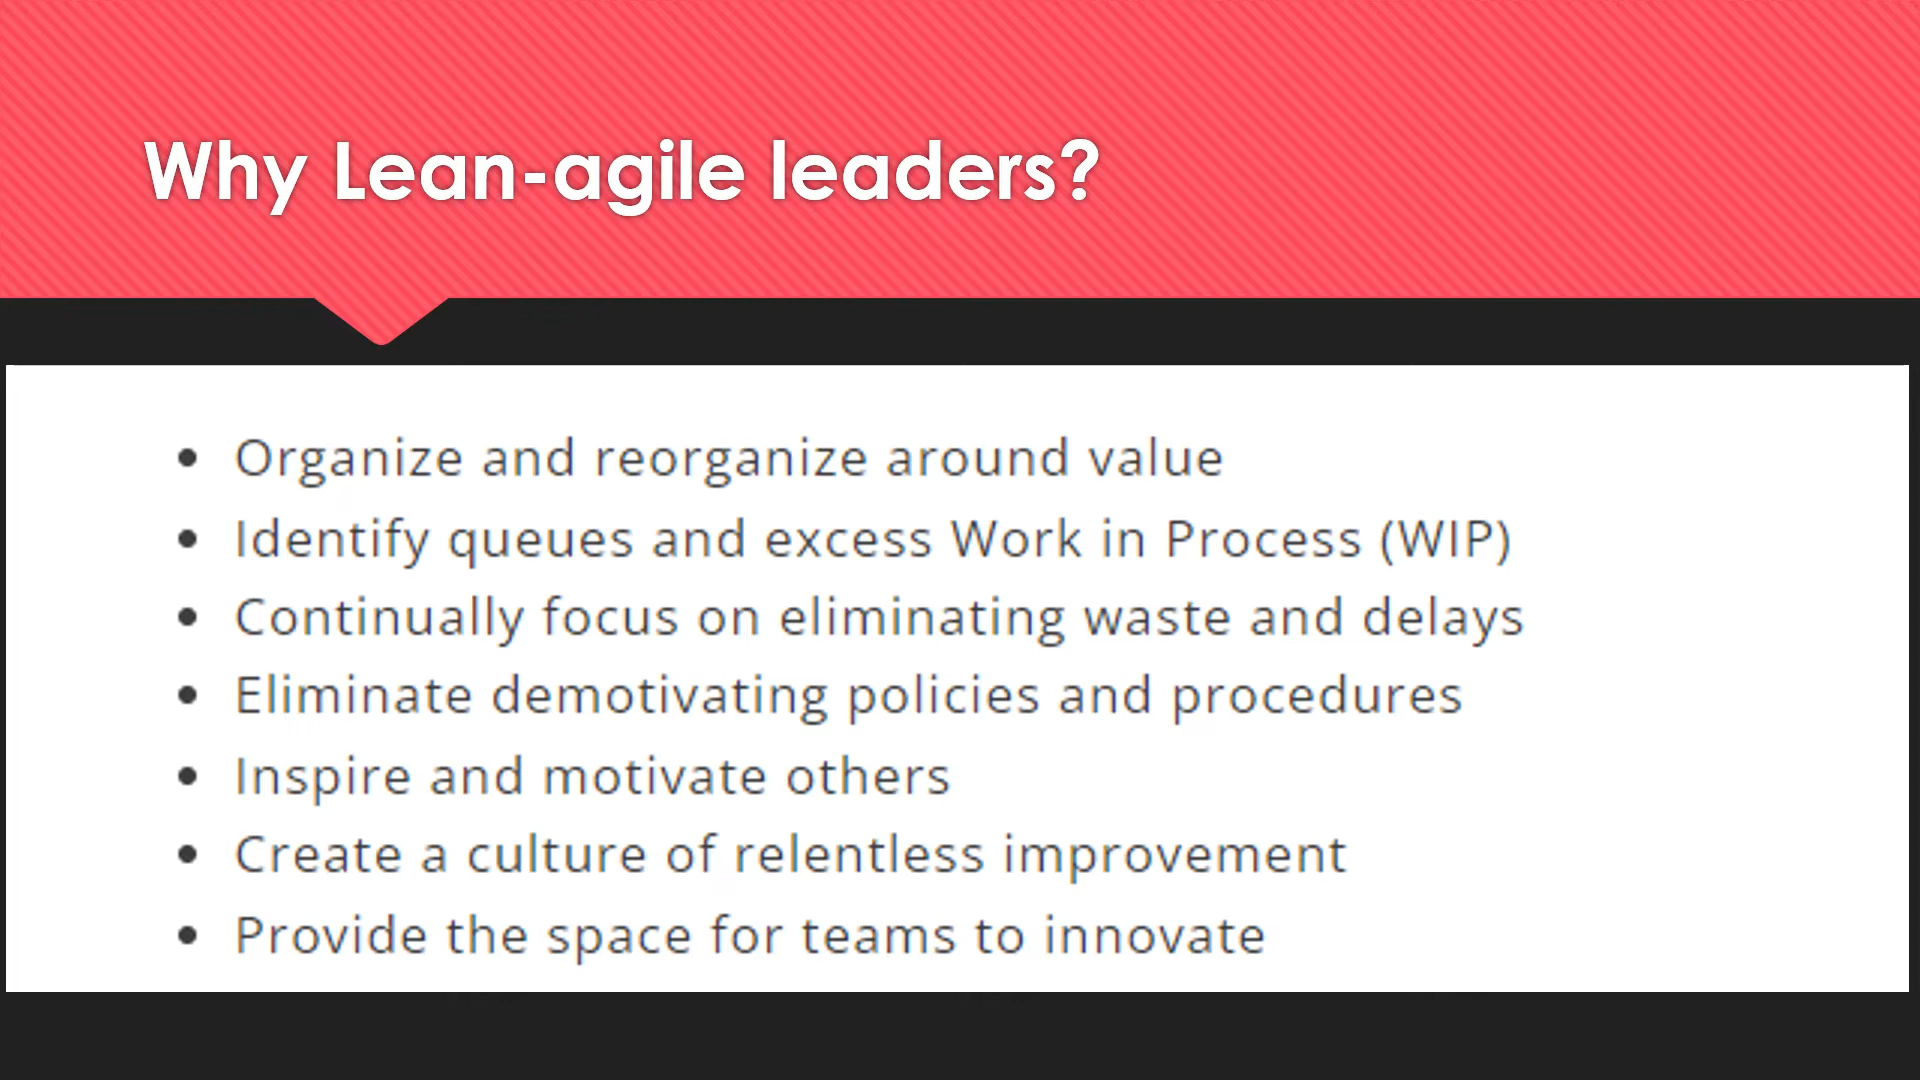 Why Lean-agile leaders?
• Organize and reorganize around value
• Identify queues and excess Work in Process (WIP)
• Continually focus on eliminating waste and delays
• Eliminate demotivating policies and procedures
• Inspire and motivate others
• Create a culture of relentless improvement
• Provide the space for teams to innovate